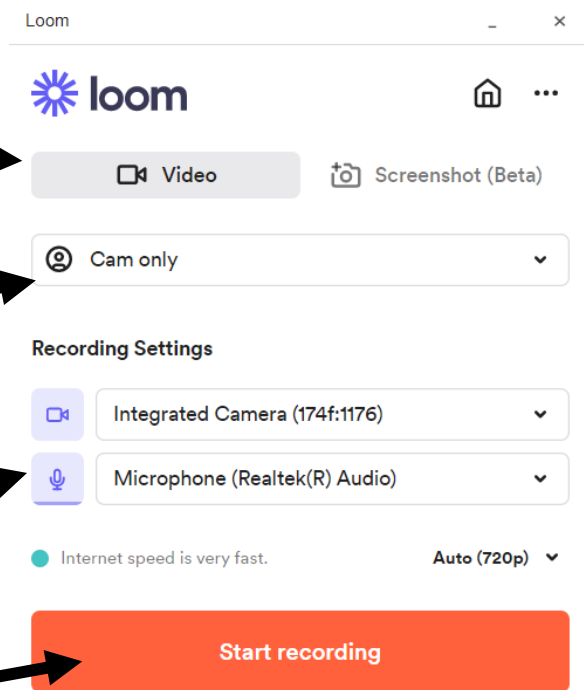 Loom
loom
Video Screenshot (Beta)
Cam only
Recording Settings
Integrated Camera (174f:1176)
Microphone (Realtek(R) Audio)
Internet speed is very fast. Auto (720p)
Start recording